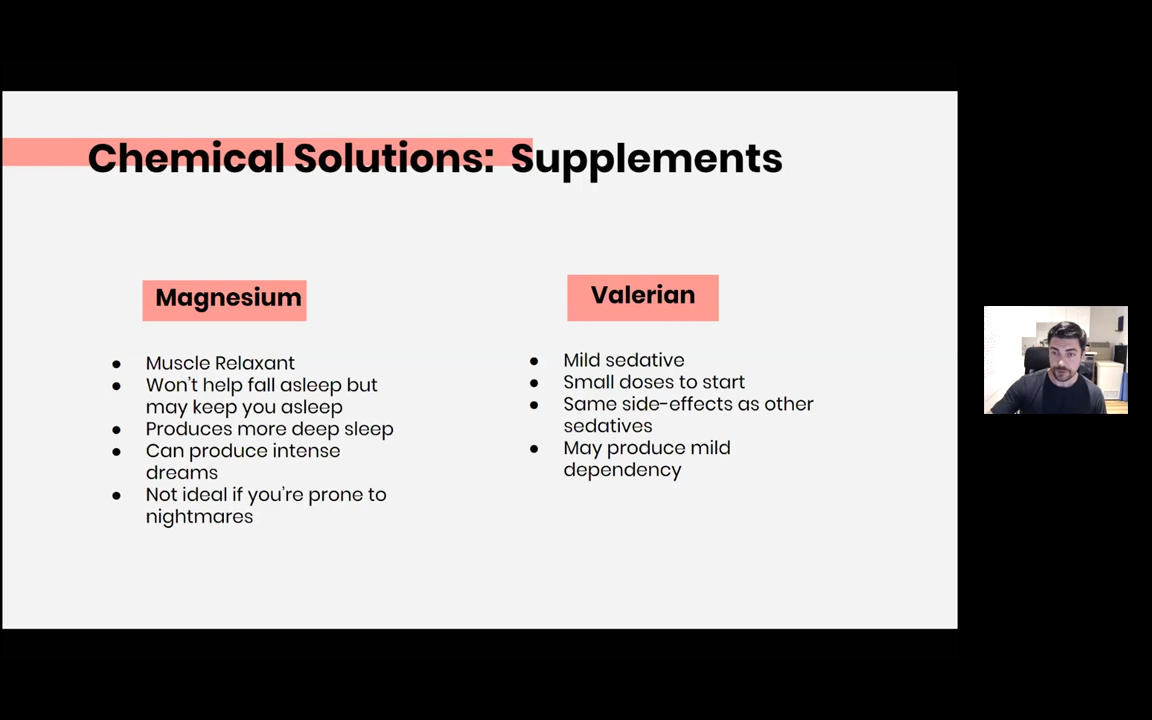 Chemical Solutions: Supplements
Magnesium
● Muscle Relaxant
● Won't help fall asleep but
may keep you asleep
● Produces more deep sleep
● Can produce intense
dreams
● Not ideal if you're prone to
nightmares
Valerian
● Mild sedative
● Small doses to start
● Same side-effects as other
sedatives
● May produce mild
dependency